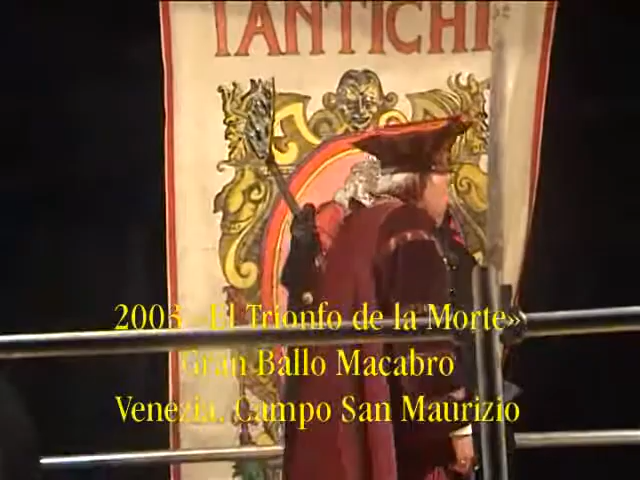 TANTICHI
2003 «El Trionfo de la Morte»
Gran Ballo Macabro
Venezia. Campo San Maurizio